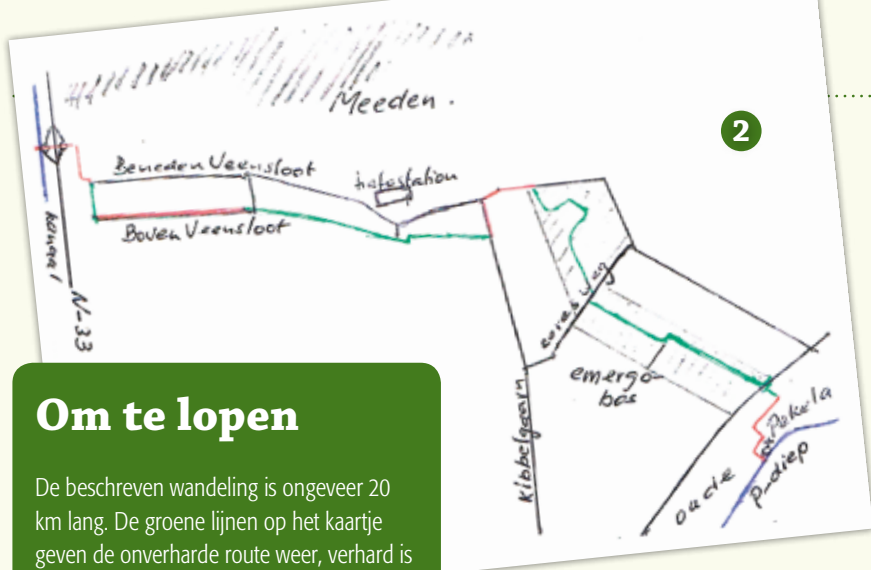 Meeden.
2
Beneden Veensloot
trafostation
Boven Veensloot
kanaal
N-33
emergo-
bos
Kibbelgaarn
oude Pekela
P-diep
Om te lopen
De beschreven wandeling is ongeveer 20
km lang. De groene lijnen op het kaartje
geven de onverharde route weer, verhard is